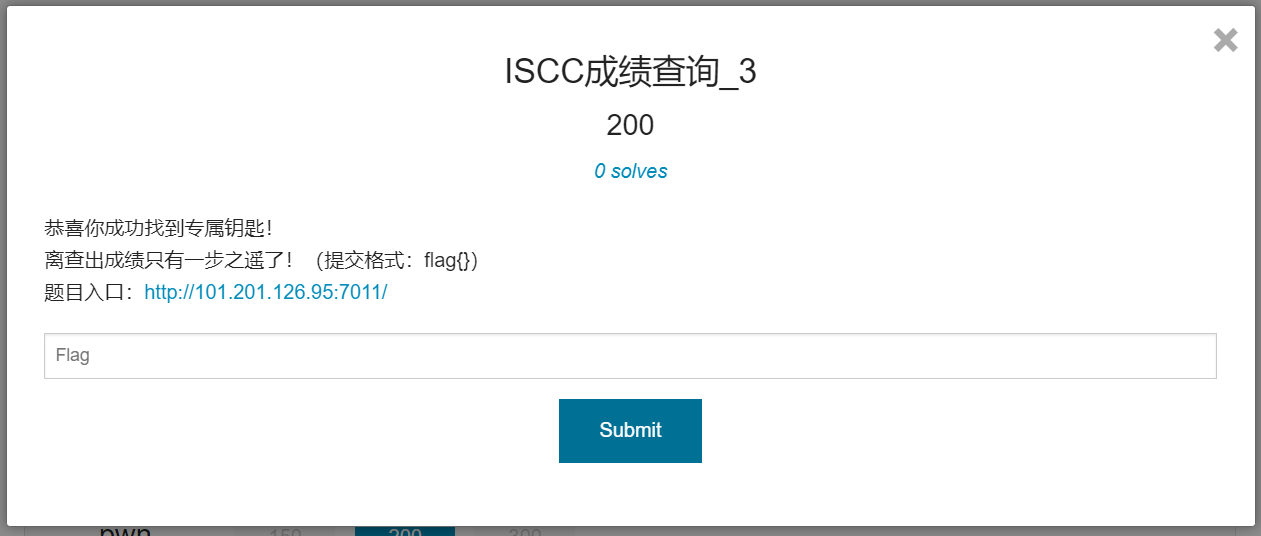 ISCC成绩查询_3
200
0 solves
恭喜你成功找到专属钥匙！
离查出成绩只有一步之遥了！（提交格式：flag{}）
题目入口：http://101.201.126.95:7011/
Flag
Submit
pwn 150 200 300